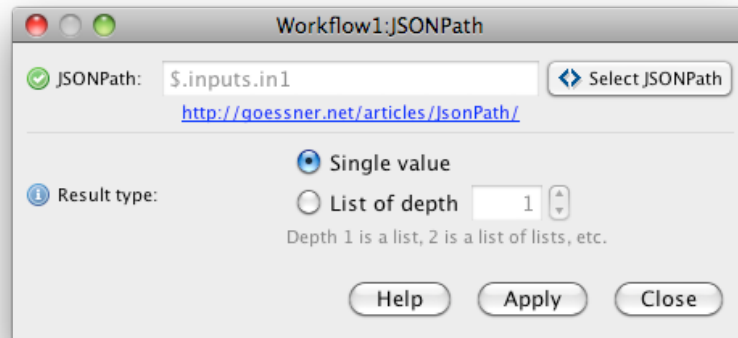 Workflow1:JSONPath
JSONPath: $.inputs.in1 Select JSONPath
http://goessner.net/articles/JsonPath/
Single value
Result type:
List of depth 1
Depth 1 is a list, 2 is a list of lists, etc.
Help Apply Close